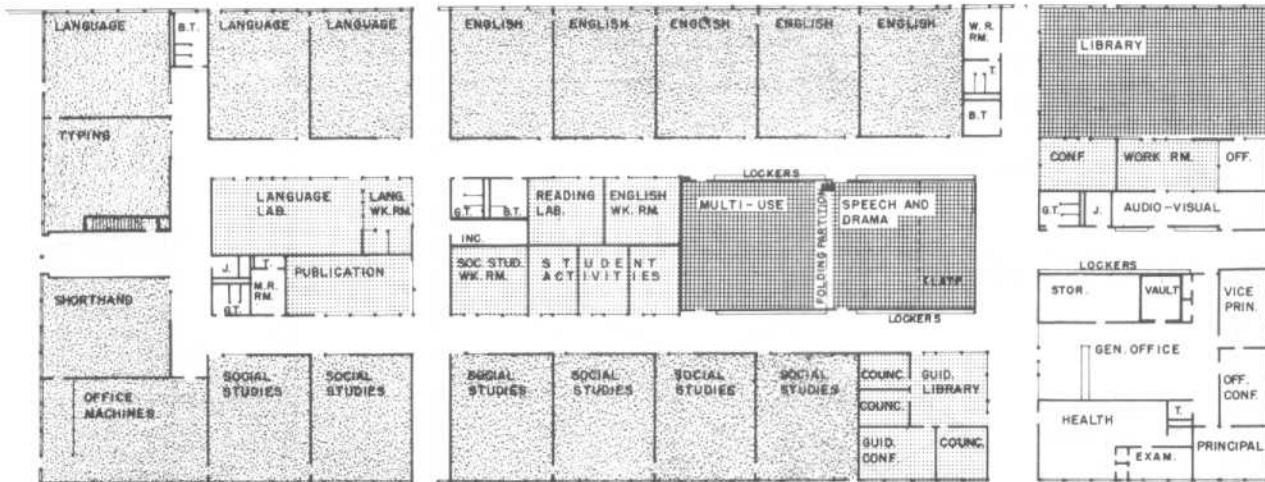 LANGUAGE
B.T.
LANGUAGE
LANGUAGE
ENGLISH
ENGLISH
ENGLISH
ENGLISH
ENGLISH
W.R.
RM.
T.
B.T
LIBRARY
TYPING
CONF
WORK RM.
OFF.
LANGUAGE
LAB.
LANG.
WK.RM.
G.T.
B.T.
READING
LAB.
ENGLISH
WK. RM.
LOCKERS
MULTI-USE
FOLDING PARTITION
SPEECH AND
DRAMA
G.T.
J.
AUDIO-VISUAL
INC.
SOC. STUD.
WK. RM.
STUDENT
ACTIVITIES
J.
T.
M.R.
RM.
G.T.
PUBLICATION
LOCKERS
LOCKERS
SHORTHAND
STOR.
VAULT
VICE
PRIN.
GEN. OFFICE
OFFICE
MACHINES
SOCIAL
STUDIES
SOCIAL
STUDIES
SOCIAL
STUDIES
SOCIAL
STUDIES
SOCIAL
STUDIES
SOCIAL
STUDIES
COUNC.
GUID.
LIBRARY
COUNC.
GUID.
CONF.
COUNC.
OFF.
CONF.
HEALTH
T.
EXAM.
PRINCIPAL